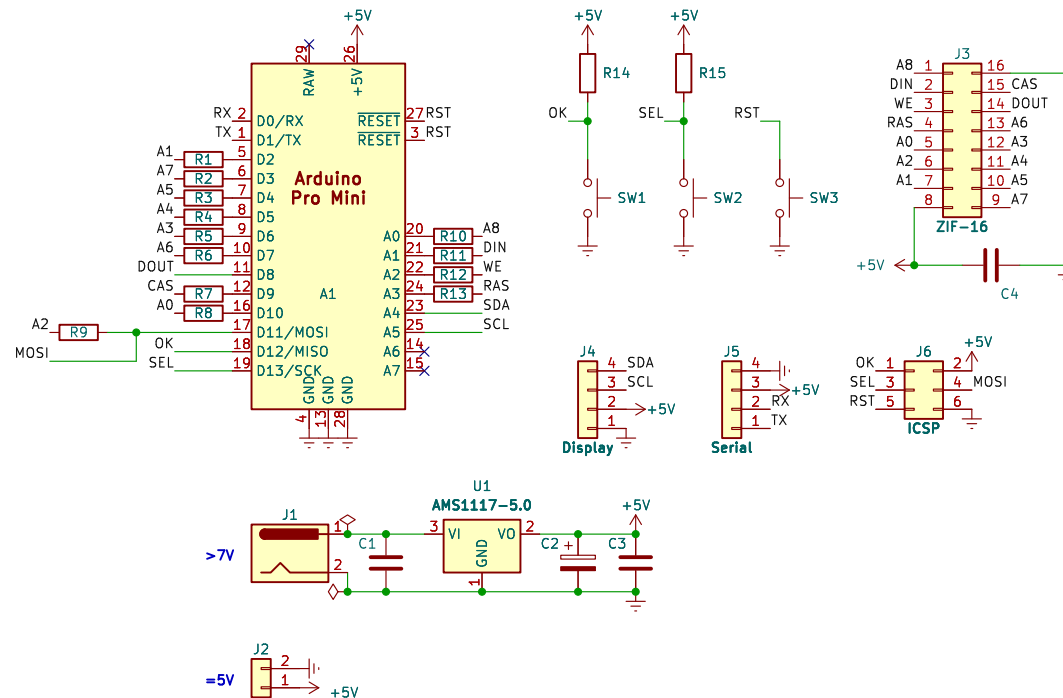 +5V
29
26
RAW
+5V
RX 2 D0/RX
TX 1 D1/TX
RESET 27 RST
RESET 3 RST
A1 R1 5 D2
A7 R2 6 D3
A5 R3 7 D4
A4 R4 8 D5
A3 R5 9 D6
A6 R6 10 D7
DOUT 11 D8
CAS R7 12 D9
A0 R8 16 D10
A2 R9 17 D11/MOSI
MOSI
OK 18 D12/MISO
SEL 19 D13/SCK
Arduino
Pro Mini
A1
A0 20 R10 A8
A1 21 R11 DIN
A2 22 R12 WE
A3 24 R13 RAS
A4 23 SDA
A5 25 SCL
A6 14
A7 15
GND GND GND
4 13 28
+5V
R14
OK
SW1
+5V
R15
SEL
SW2
RST
SW3
J3
A8 1 16
DIN 2 15 CAS
WE 3 14 DOUT
RAS 4 13 A6
A0 5 12 A3
A2 6 11 A4
A1 7 10 A5
8 9 A7
ZIF-16
+5V
C4
J4
4 SDA
3 SCL
2 +5V
1
Display
J5
4
3 +5V
2 RX
1 TX
Serial
J6
+5V
OK 1 2
SEL 3 4 MOSI
RST 5 6
ICSP
>7V
J1
1
2
C1
U1
AMS1117-5.0
3 VI VO 2
GND
1
C2 +
C3
+5V
=5V
J2
2
1 +5V